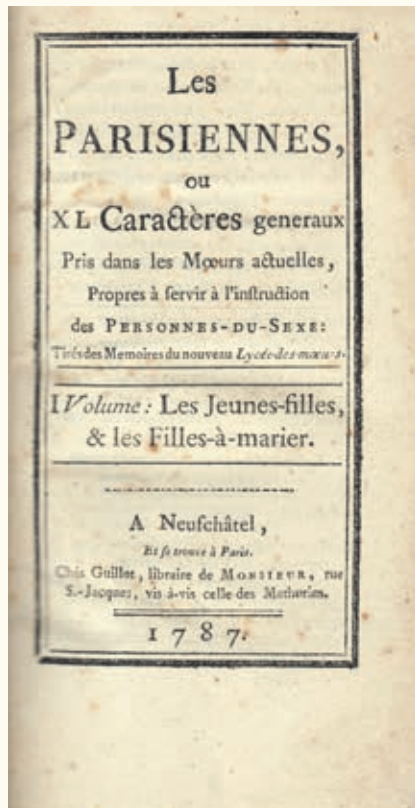 Les
PARISIENNES,
ou
XL Caractères generaux
Pris dans les Mœurs actuelles,
Propres à ſervir à l'inſtruction
des PERSONNES-DU-SEXE:
Tirés des Memoires du nouveau Lycée-des-mœurs.
I Volume: Les Jeunes-filles,
& les Filles-à-marier.
A Neufchâtel,
Et ſe trouve à Paris.
Chés Guillot, libraire de MONSIEUR, rue
S.-Jacques, vis à-vis celle des Mathurins.
1787.